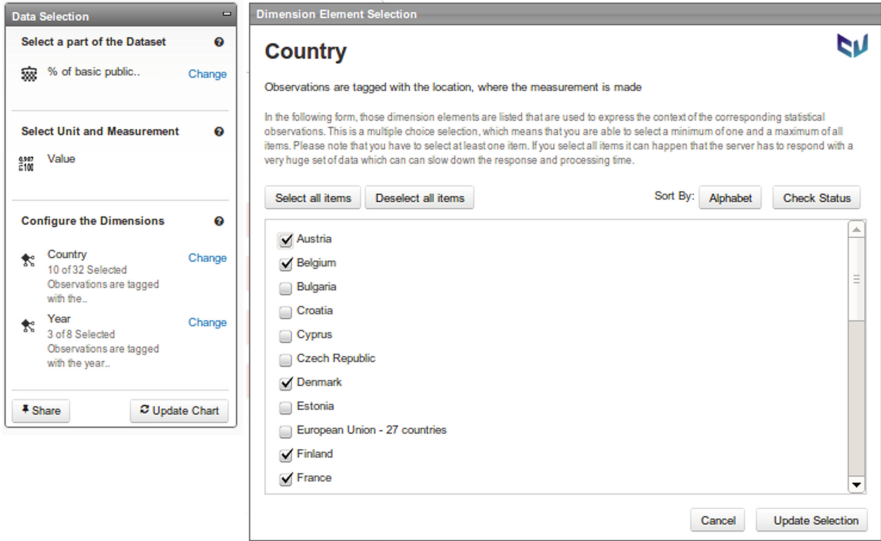 Data Selection
Select a part of the Dataset
% of basic public..
Change
Select Unit and Measurement
Value
Configure the Dimensions
Country
10 of 32 Selected
Change
Observations are tagged
with the..
Year
3 of 8 Selected
Change
Observations are tagged
with the year..
Share
Update Chart
Dimension Element Selection
Country
Observations are tagged with the location, where the measurement is made
In the following form, those dimension elements are listed that are used to express the context of the corresponding statistical
observations. This is a multiple choice selection, which means that you are able to select a minimum of one and a maximum of all
items. Please note that you have to select at least one item. If you select all items it can happen that the server has to respond with a
very huge set of data which can can slow down the response and processing time.
Select all items
Deselect all items
Sort By:
Alphabet
Check Status
Austria
Belgium
Bulgaria
Croatia
Cyprus
Czech Republic
Denmark
Estonia
European Union - 27 countries
Finland
France
Cancel
Update Selection